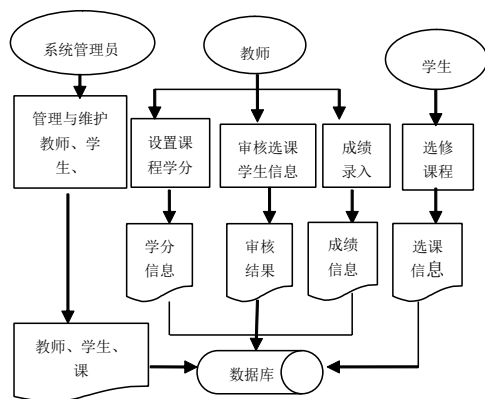 系统管理员
教师
学生
管理与维护
教师、学
生、
设置课
程学分
审核选课
学生信息
成绩
录入
选修
课程
学分
信息
审核
结果
成绩
信息
选课
信息
教师、学生、
课
数据库